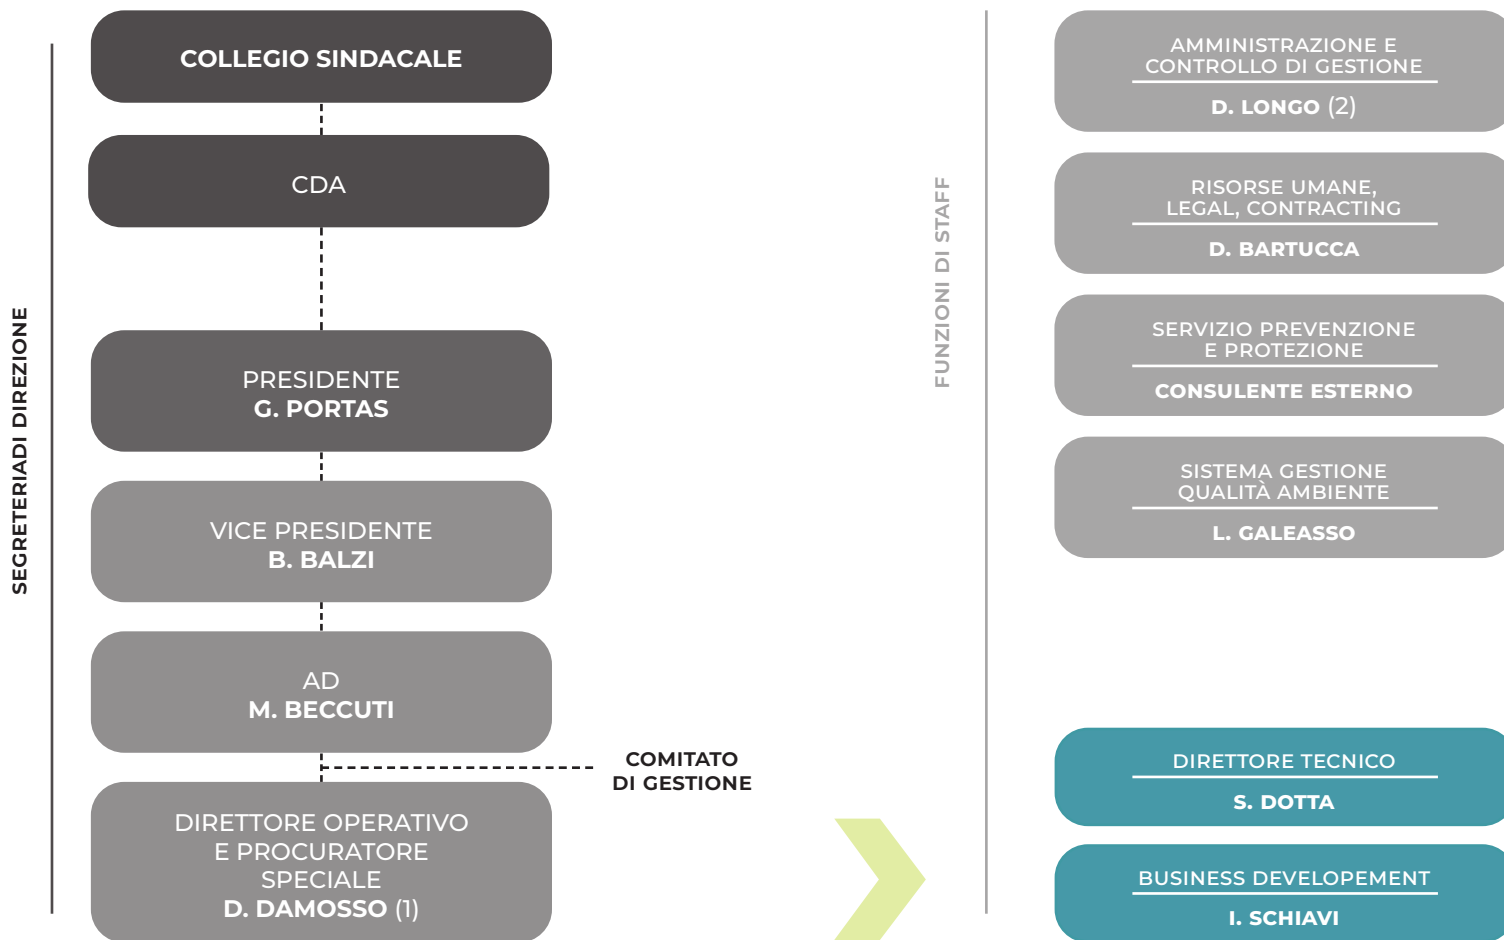 SEGRETERIADI DIREZIONE
COLLEGIO SINDACALE
CDA
PRESIDENTE
G. PORTAS
VICE PRESIDENTE
B. BALZI
AD
M. BECCUTI
COMITATO
DI GESTIONE
DIRETTORE OPERATIVO
E PROCURATORE
SPECIALE
D. DAMOSSO (1)
FUNZIONI DI STAFF
AMMINISTRAZIONE E
CONTROLLO DI GESTIONE
D. LONGO (2)
RISORSE UMANE,
LEGAL, CONTRACTING
D. BARTUCCA
SERVIZIO PREVENZIONE
E PROTEZIONE
CONSULENTE ESTERNO
SISTEMA GESTIONE
QUALITÀ AMBIENTE
L. GALEASSO
DIRETTORE TECNICO
S. DOTTA
BUSINESS DEVELOPEMENT
I. SCHIAVI